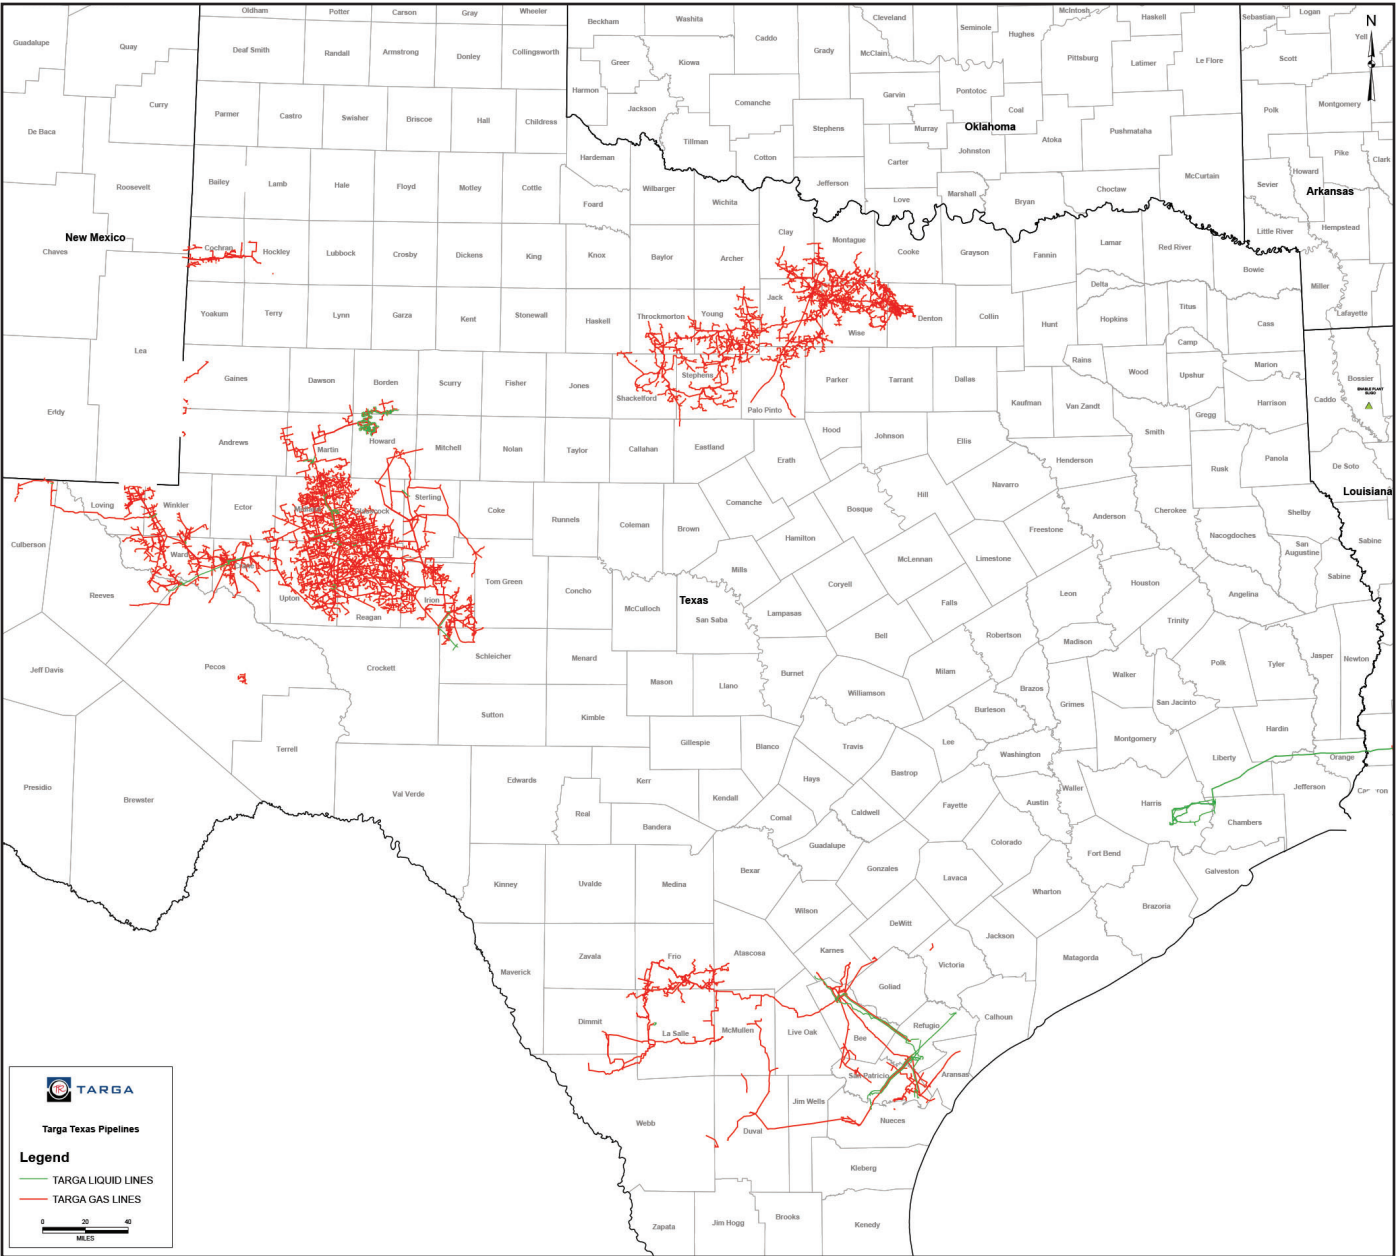 Oldham Potter Carson Gray Wheeler
Beckham Washita Caddo Cleveland Seminole Hughes McIntosh Haskell Sebastian Logan
N
Guadalupe Quay Deaf Smith Randall Armstrong Donley Collingsworth
Greer Kiowa Grady McClain Pittsburg Latimer Le Flore Scott Yell
Harmon Jackson Comanche Garvin Pontotoc Coal Polk Montgomery
Curry Parmer Castro Swisher Briscoe Hall Childress
De Baca Tillman Stephens Murray Oklahoma Johnston Atoka Pushmataha
Hardeman Cotton Carter Pike Clark
Roosevelt Bailey Lamb Hale Floyd Motley Cottle
Wilbarger Jefferson Love Marshall Bryan Choctaw McCurtain Sevier Howard
Foard Wichita Arkansas
New Mexico
Chaves Cochran Hockley Lubbock Crosby Dickens King Knox Baylor Archer Clay Montague Cooke Grayson Fannin Lamar Red River Bowie Little River Hempstead
Yoakum Terry Lynn Garza Kent Stonewall Haskell Throckmorton Young Jack Wise Denton Collin Hunt Delta Hopkins Titus Cass Miller Lafayette
Lea Camp
Gaines Dawson Borden Scurry Fisher Jones Shackelford Stephens Palo Pinto Parker Tarrant Dallas Rains Wood Upshur Marion Bossier
Eddy Kaufman Van Zandt Gregg Harrison Caddo
Andrews Martin Howard Mitchell Nolan Taylor Callahan Eastland Hood Johnson Ellis Smith
Erath Henderson Rusk Panola De Soto
Louisiana
Loving Winkler Ector Sterling Coke Runnels Coleman Brown Comanche Bosque Hill Navarro Anderson Cherokee Shelby
Culberson Ward Hamilton Freestone Nacogdoches San Augustine Sabine
Reeves Upton Reagan Irion Tom Green Concho Mills Coryell McLennan Limestone Houston Angelina Sabine
McCulloch Texas San Saba Lampasas Falls Leon Trinity
Jeff Davis Pecos Crockett Schleicher Menard Mason Llano Burnet Bell Robertson Madison Walker Polk Tyler Jasper Newton
Milam Brazos Grimes San Jacinto
Sutton Kimble Williamson Burleson
Terrell Gillespie Blanco Travis Lee Washington Montgomery Liberty Hardin Orange
Presidio Brewster Val Verde Edwards Kerr Kendall Hays Bastrop Waller Harris Jefferson
Real Bandera Comal Caldwell Fayette Austin Chambers
Guadalupe Colorado Fort Bend
Kinney Uvalde Medina Bexar Gonzales Lavaca Wharton Galveston
Wilson DeWitt Brazoria
Maverick Zavala Frio Atascosa Karnes Goliad Victoria Jackson Matagorda
Dimmit La Salle McMullen Live Oak Bee Refugio Calhoun
San Patricio Aransas
Webb Duval Jim Wells Nueces
Kleberg
Zapata Jim Hogg Brooks Kenedy
TARGA
Targa Texas Pipelines
Legend
TARGA LIQUID LINES
TARGA GAS LINES
0 20 40
MILES